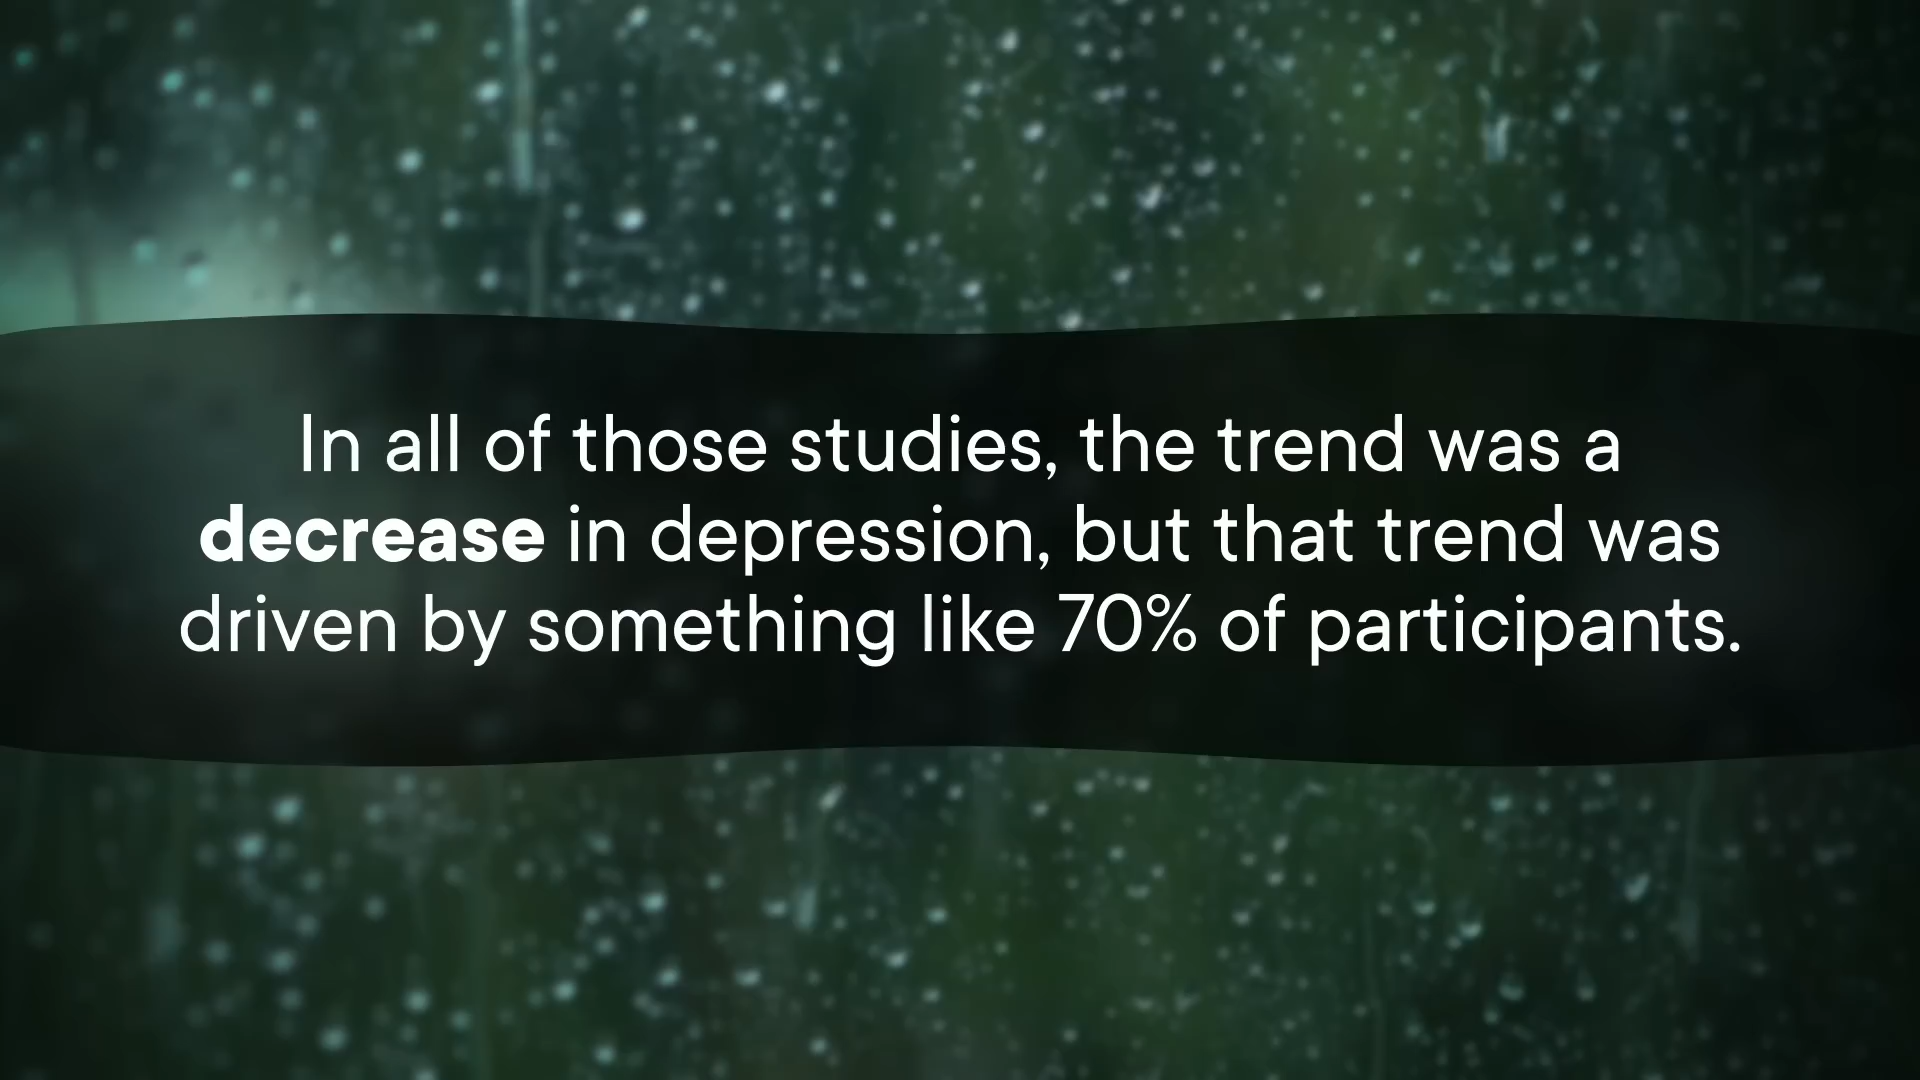 In all of those studies, the trend was a
decrease in depression, but that trend was
driven by something like 70% of participants.